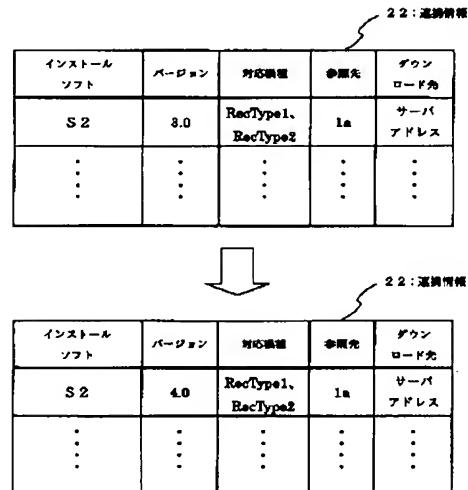 22:連携情報
インストール
ソフト
バージョン
対応機種
参照先
ダウン
ロード先
S2
3.0
RecType1、
RecType2
1a
サーバ
アドレス
22:連携情報
インストール
ソフト
バージョン
対応機種
参照先
ダウン
ロード先
S2
4.0
RecType1、
RecType2
1a
サーバ
アドレス